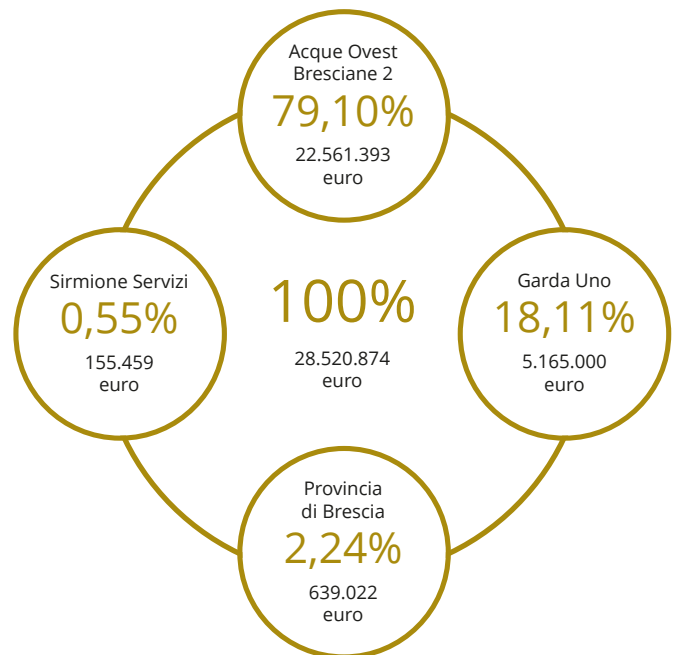 Acque Ovest
Bresciane 2
79,10%
22.561.393
euro
Sirmione Servizi
0,55%
155.459
euro
100%
28.520.874
euro
Garda Uno
18,11%
5.165.000
euro
Provincia
di Brescia
2,24%
639.022
euro